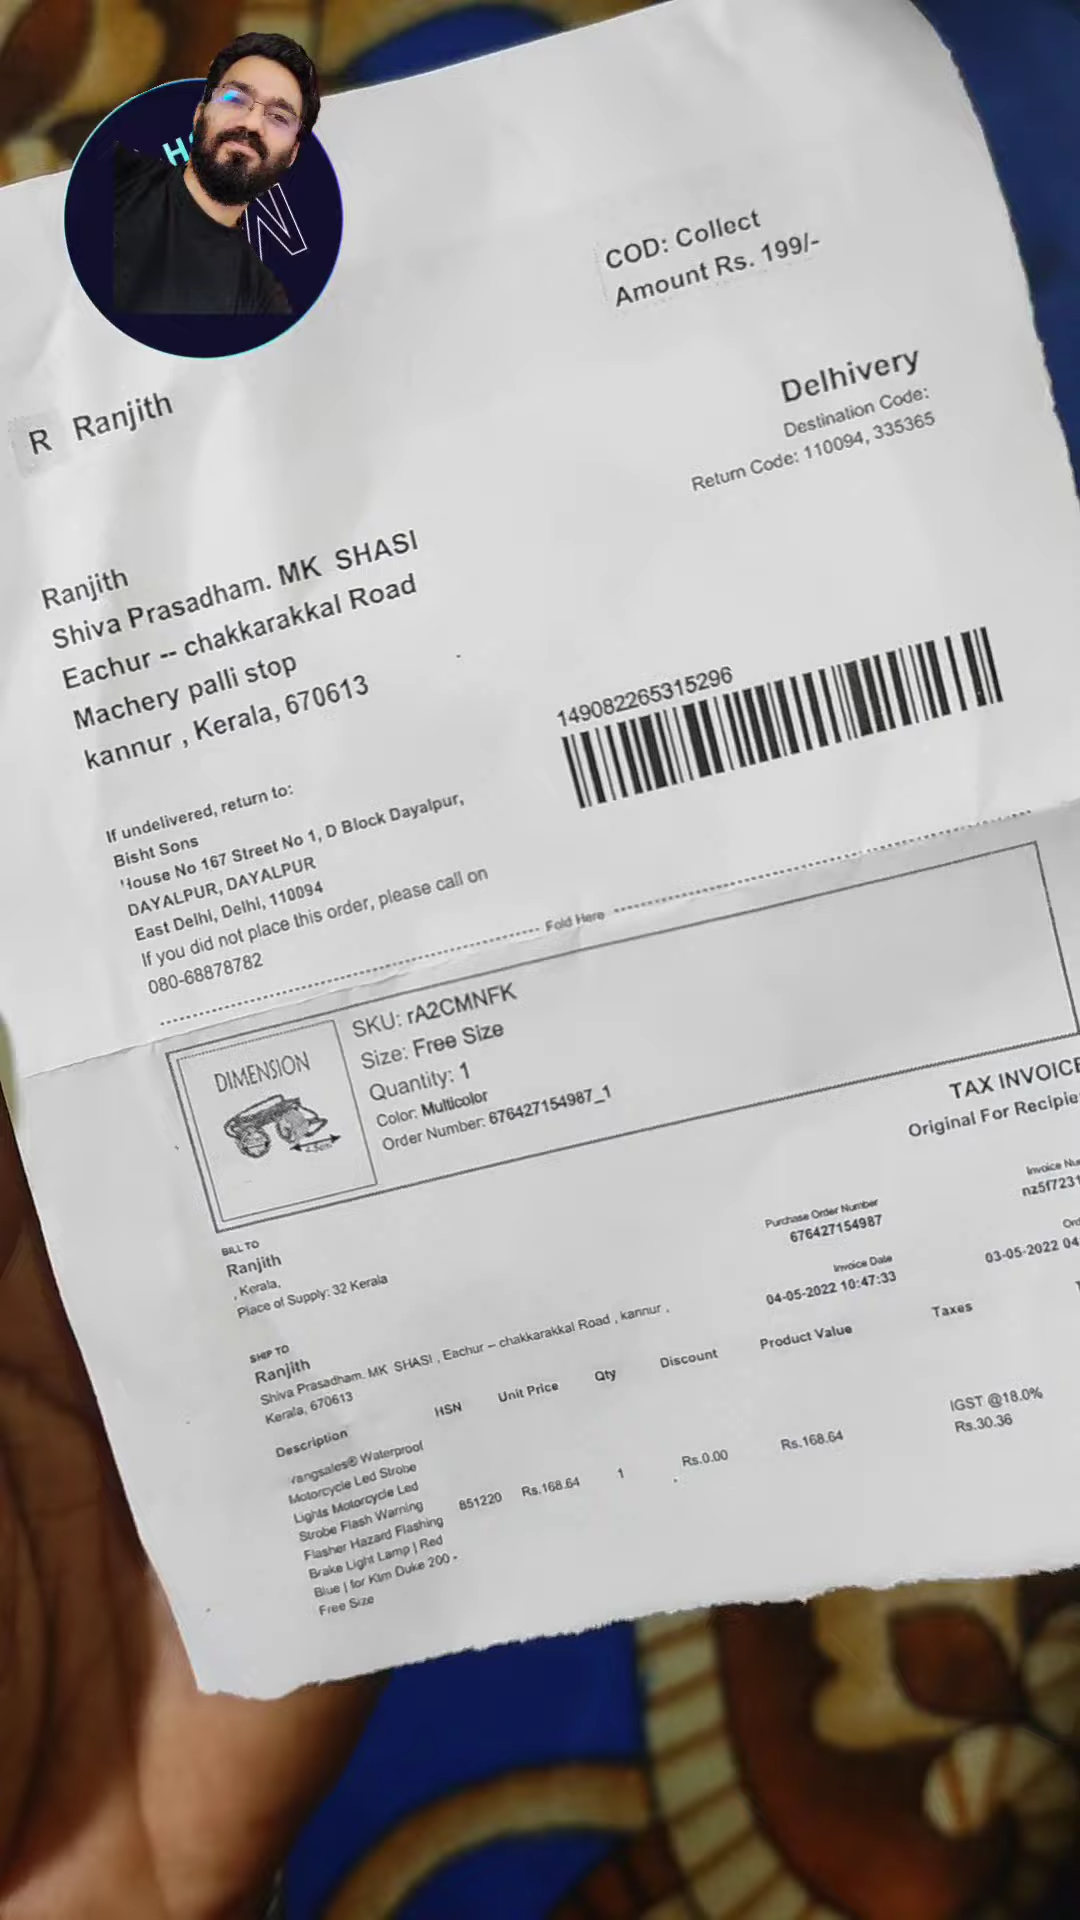 COD: Collect
Amount Rs. 199/-
R Ranjith
Delhivery
Destination Code:
Return Code: 110094, 335365
Ranjith
Shiva Prasadham. MK SHASI
Eachur -- chakkarakkal Road
Machery palli stop
kannur , Kerala, 670613
149082265315296
If undelivered, return to:
Bisht Sons
House No 167 Street No 1, D Block Dayalpur,
DAYALPUR, DAYALPUR
East Delhi, Delhi, 110094
If you did not place this order, please call on
080-68878782
Fold Here
DIMENSION
4.5cm
SKU: rA2CMNFK
Size: Free Size
Quantity: 1
Color: Multicolor
Order Number: 676427154987_1
TAX INVOICE
Original For Recipie
BILL TO
Ranjith
, Kerala,
Place of Supply: 32 Kerala
Purchase Order Number
676427154987
Invoice Nu
nz5f7231
Invoice Date
04-05-2022 10:47:33
Ord
03-05-2022 04
SHIP TO
Ranjith
Shiva Prasadham. MK SHASI , Eachur -- chakkarakkal Road , kannur ,
Kerala, 670613
Description HSN Unit Price Qty Discount Product Value Taxes
Motorcycle Led Strobe
Lights Motorcycle Led
Strobe Flash Warning
Flasher Hazard Flashing
Brake Light Lamp | Red
Blue | for Ktm Duke 200 -
Free Size
Waterproof
851220 Rs.168.64 1 Rs.0.00 Rs.168.64 IGST @18.0%
Rs.30.36